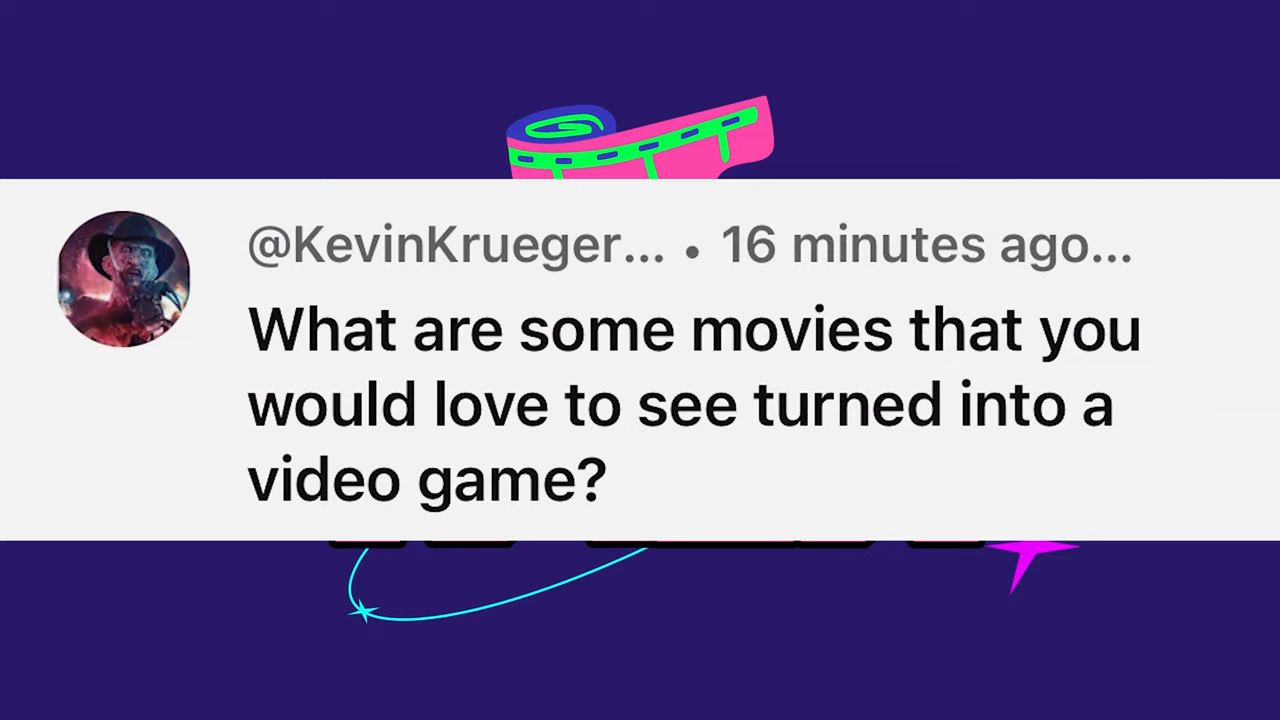 @KevinKrueger... • 16 minutes ago...
What are some movies that you
would love to see turned into a
video game?